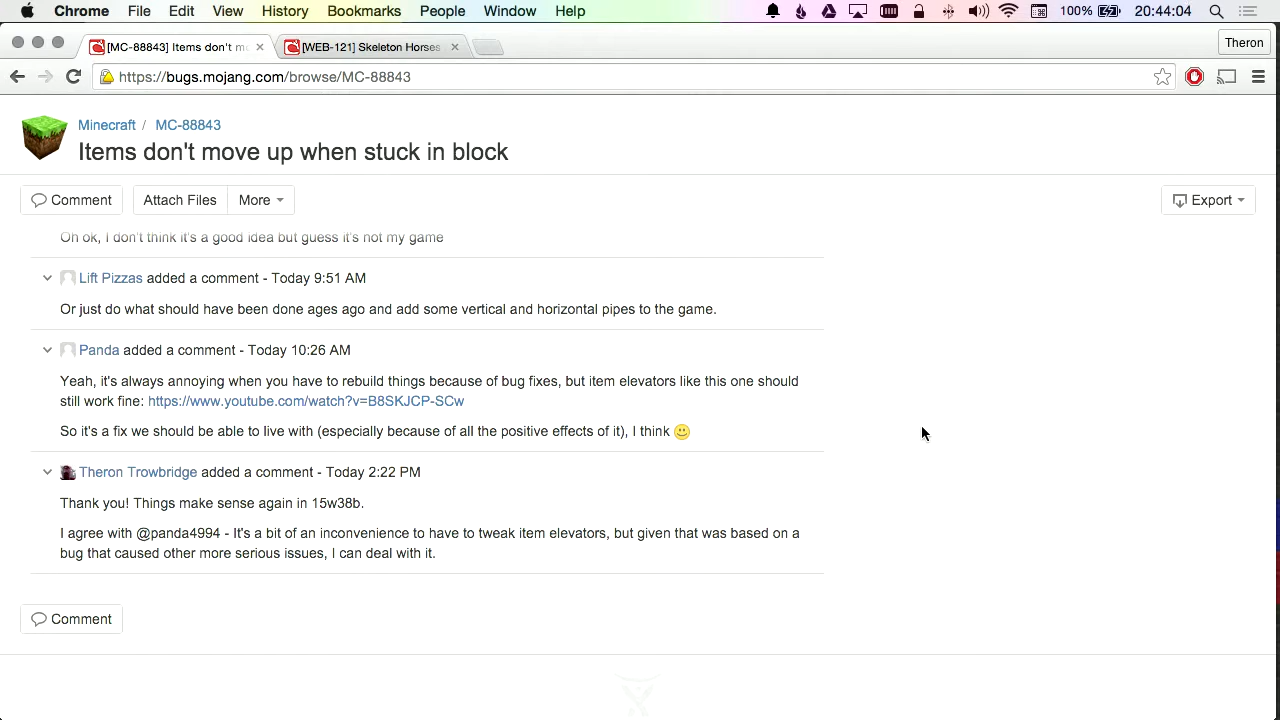 Chrome File Edit View History Bookmarks People Window Help 100% 20:44:04
[MC-88843] Items don't mo [WEB-121] Skeleton Horses Theron
https://bugs.mojang.com/browse/MC-88843
Minecraft / MC-88843
Items don't move up when stuck in block
Comment Attach Files More Export
Oh ok, I don't think it's a good idea but guess it's not my game
Lift Pizzas added a comment - Today 9:51 AM
Or just do what should have been done ages ago and add some vertical and horizontal pipes to the game.
Panda added a comment - Today 10:26 AM
Yeah, it's always annoying when you have to rebuild things because of bug fixes, but item elevators like this one should
still work fine: https://www.youtube.com/watch?v=B8SKJCP-SCw
So it's a fix we should be able to live with (especially because of all the positive effects of it), I think
Theron Trowbridge added a comment - Today 2:22 PM
Thank you! Things make sense again in 15w38b.
I agree with @panda4994 - It's a bit of an inconvenience to have to tweak item elevators, but given that was based on a
bug that caused other more serious issues, I can deal with it.
Comment